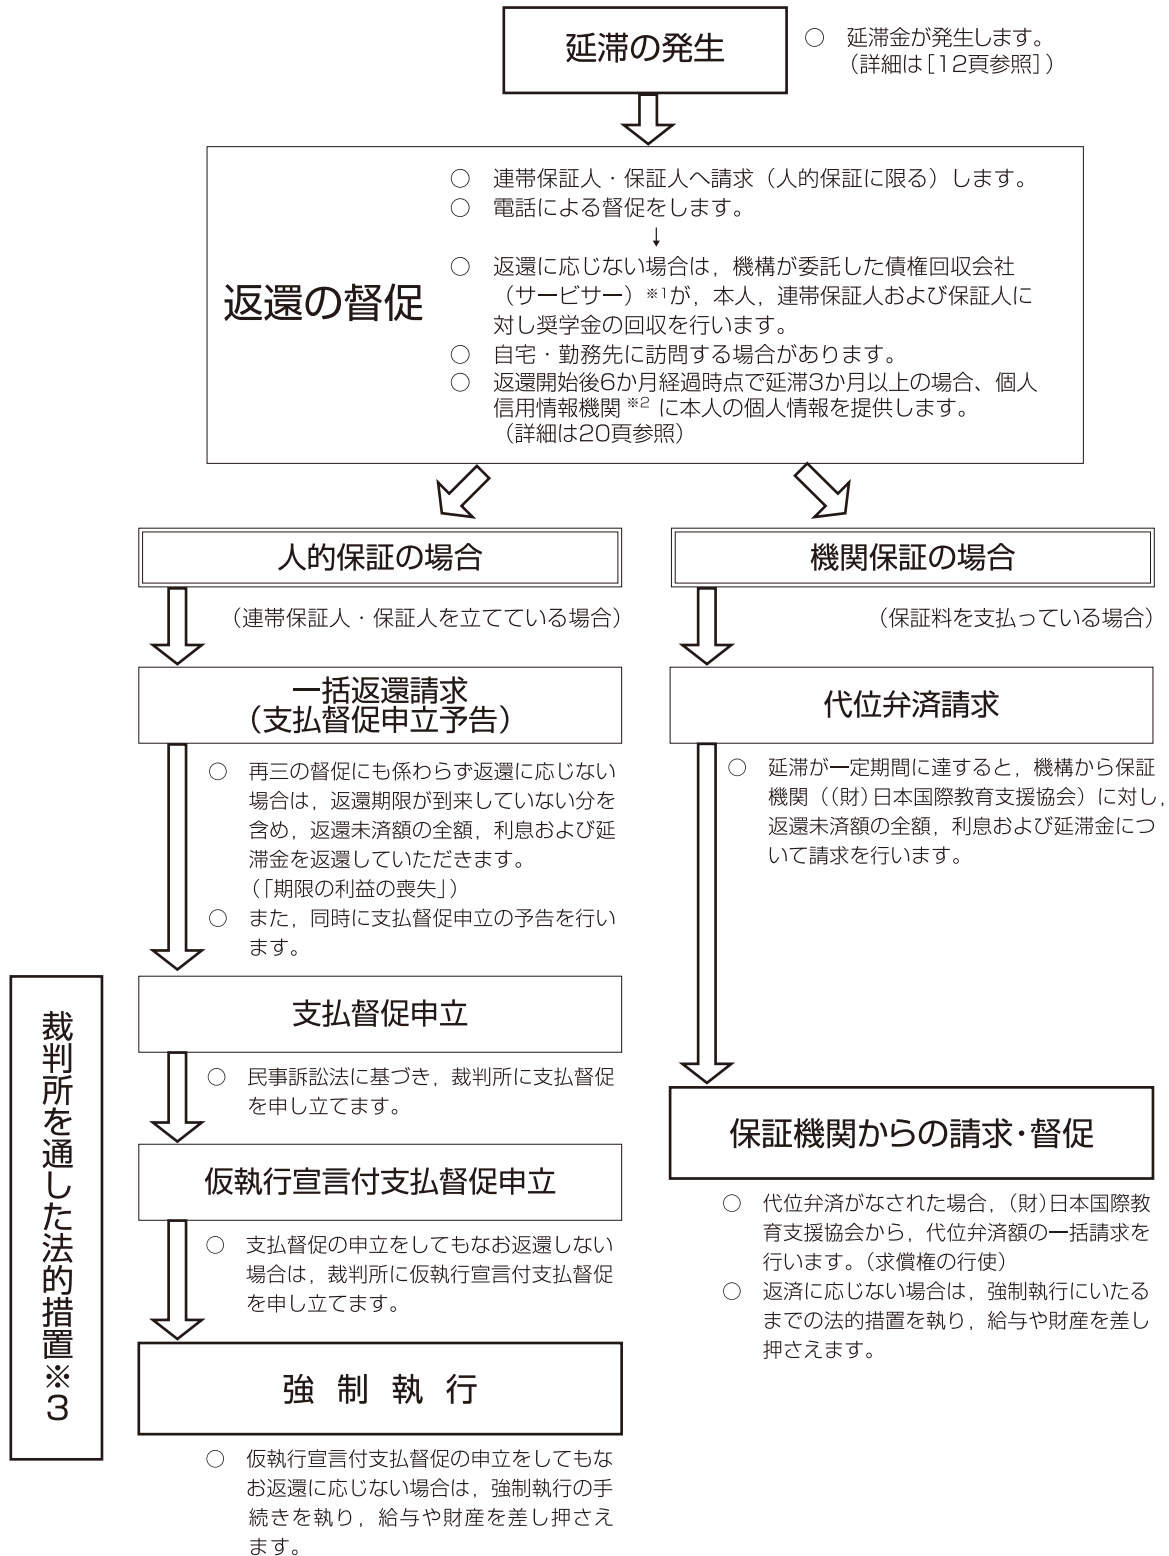 延滞の発生
○ 延滞金が発生します。
（詳細は［12頁参照］）
返還の督促
○ 連帯保証人・保証人へ請求（人的保証に限る）します。
○ 電話による督促をします。
↓
○ 返還に応じない場合は，機構が委託した債権回収会社
（サービサー）※1が，本人，連帯保証人および保証人に
対し奨学金の回収を行います。
○ 自宅・勤務先に訪問する場合があります。
○ 返還開始後6か月経過時点で延滞3か月以上の場合、個人
信用情報機関※2 に本人の個人情報を提供します。
（詳細は20頁参照）
人的保証の場合
（連帯保証人・保証人を立てている場合）
一括返還請求
（支払督促申立予告）
○ 再三の督促にも係わらず返還に応じない
場合は，返還期限が到来していない分を
含め，返還未済額の全額，利息および延
滞金を返還していただきます。
（「期限の利益の喪失」）
○ また，同時に支払督促申立の予告を行い
ます。
裁判所を通した法的措置※3
支払督促申立
○ 民事訴訟法に基づき，裁判所に支払督促
を申し立てます。
仮執行宣言付支払督促申立
○ 支払督促の申立をしてもなお返還しない
場合は，裁判所に仮執行宣言付支払督促
を申し立てます。
強制執行
○ 仮執行宣言付支払督促の申立をしてもな
お返還に応じない場合は，強制執行の手
続きを執り，給与や財産を差し押さえ
ます。
機関保証の場合
（保証料を支払っている場合）
代位弁済請求
○ 延滞が一定期間に達すると，機構から保証
機関（（財）日本国際教育支援協会）に対し，
返還未済額の全額，利息および延滞金につ
いて請求を行います。
保証機関からの請求・督促
○ 代位弁済がなされた場合，（財）日本国際教
育支援協会から，代位弁済額の一括請求を
行います。（求償権の行使）
○ 返済に応じない場合は，強制執行にいたる
までの法的措置を執り，給与や財産を差し
押さえます。